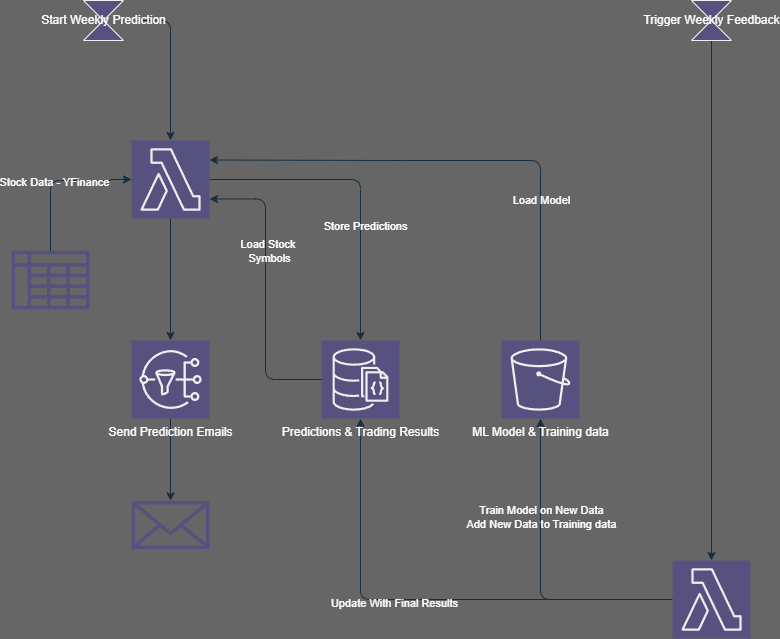 Start Weekly Prediction
Trigger Weekly Feedback
Stock Data - YFinance
Load Model
Store Predictions
Load Stock
Symbols
{}
Send Prediction Emails
Predictions & Trading Results
ML Model & Training data
Train Model on New Data
Add New Data to Training data
Update With Final Results